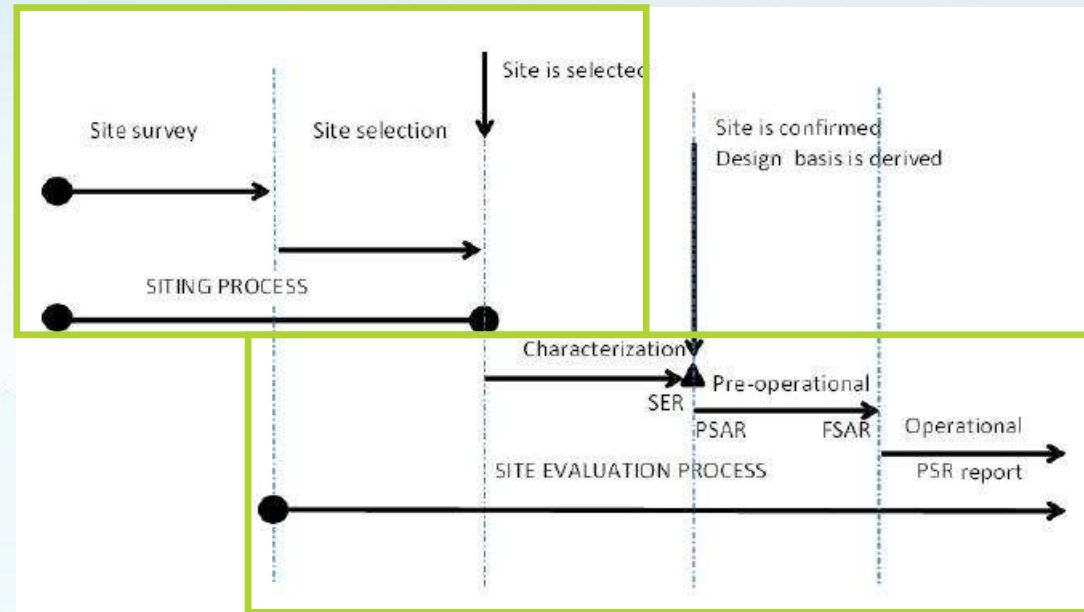 Site is selected
Site survey
Site selection
Site is confirmed
Design basis is derived
SITING PROCESS
Characterization
Pre-operational
SER
PSAR
FSAR
Operational
SITE EVALUATION PROCESS
PSR report